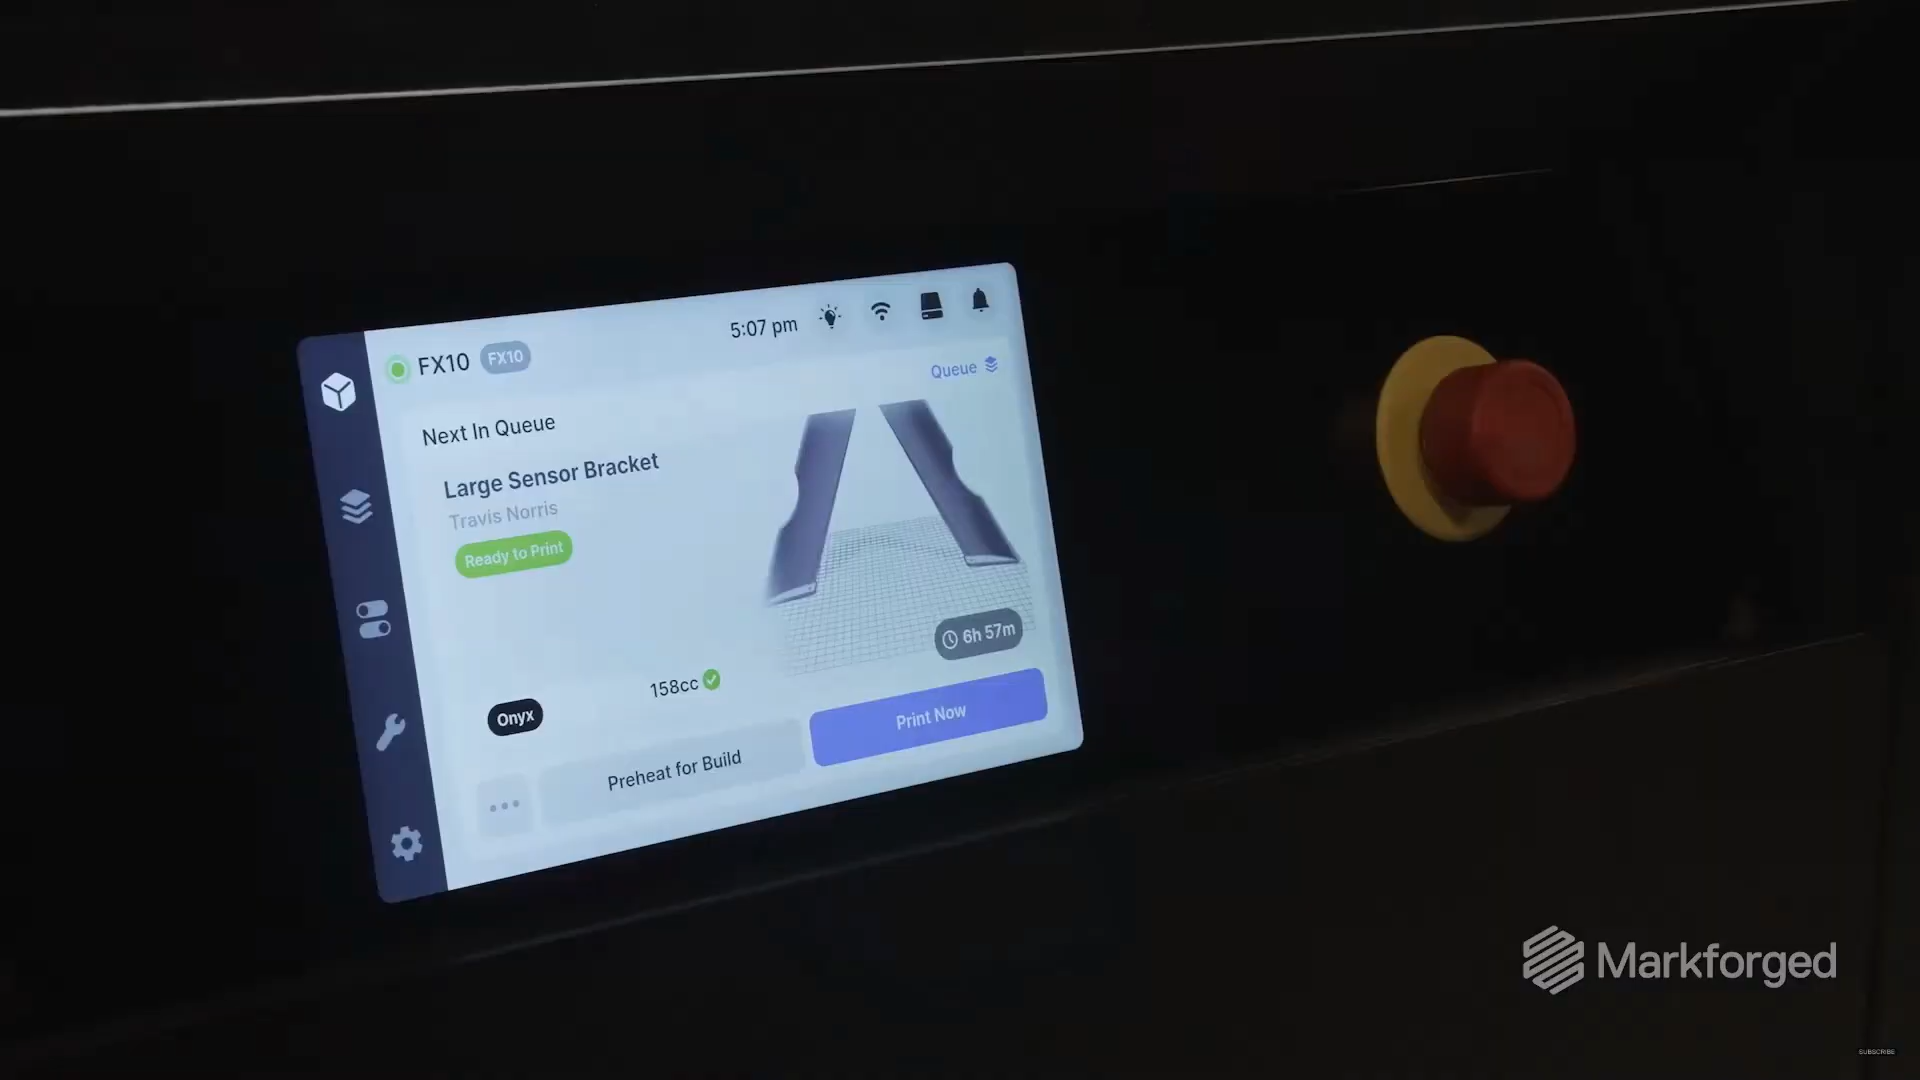 5:07 pm
FX10 FX10
Queue
Next In Queue
Large Sensor Bracket
Travis Norris
Ready to Print
6h 57m
158cc
Onyx
Print Now
Preheat for Build
Markforged
SUBSCRIBE